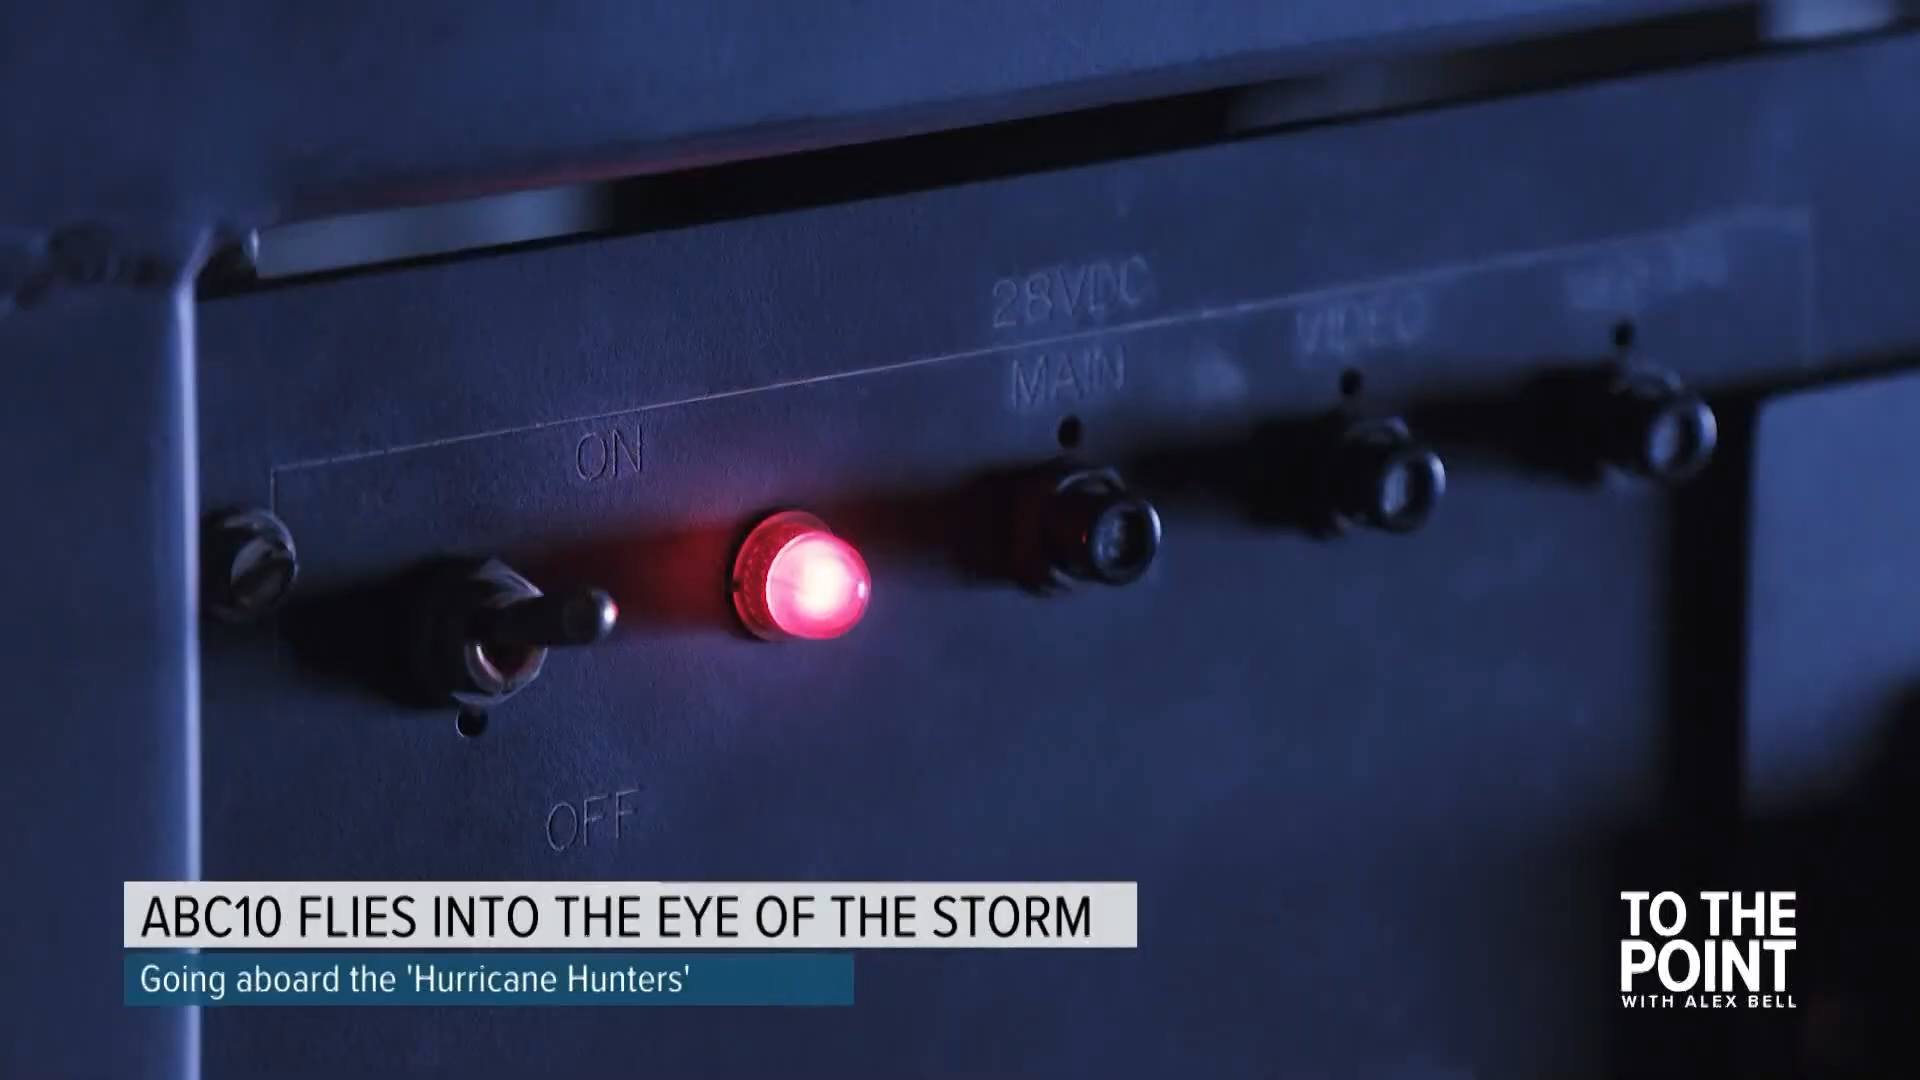 28VDC
MAIN
VIDEO
ON
OFF
ABC10 FLIES INTO THE EYE OF THE STORM
Going aboard the 'Hurricane Hunters'
TO THE
POINT
WITH ALEX BELL